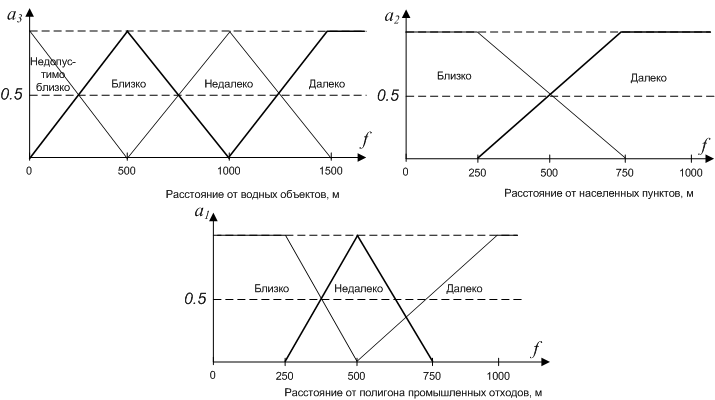 a3
Недопус-
тимо
близко
Близко
Недалеко
Далеко
0.5
f
0 500 1000 1500
Расстояние от водных объектов, м
a2
Близко
Далеко
0.5
f
0 250 500 750 1000
Расстояние от населенных пунктов, м
a1
Близко
Недалеко
Далеко
0.5
f
0 250 500 750 1000
Расстояние от полигона промышленных отходов, м